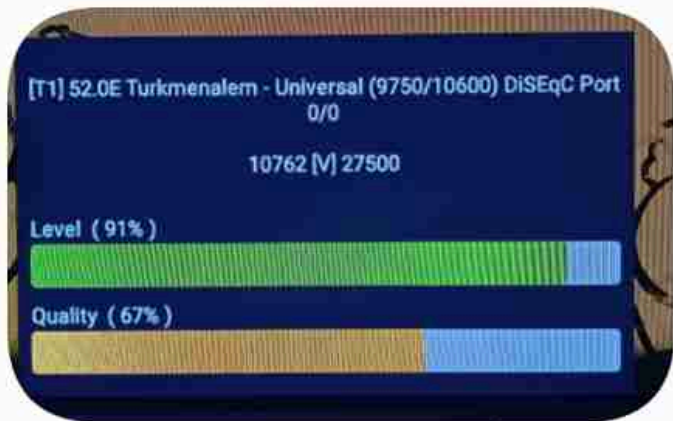 [T1] 52.0E Turkmenalem - Universal (9750/10600) DiSEqC Port
0/0
10762 [V] 27500
Level ( 91% )
Quality ( 67% )